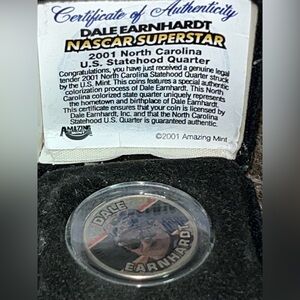 Certificate of Authenticity
DALE EARNHARDT
NASCAR SUPERSTAR
2001 North Carolina
U.S. Statehood Quarter
Congratulations, you have just received a genuine legal
tender 2001 North Carolina Statehood Quarter struck
by the U.S. Mint. This coins features a special authentic
colorization process of Dale Earnhardt. This North
Carolina colorized state quarter uniquely represents
the hometown and birthplace of Dale Earnhardt.
This certificate ensures that your coin is licensed by
Dale Earnhardt, Inc. and that the North Carolina
Statehood U.S. Quarter is guaranteed authentic.
AMAZING
©2001 Amazing Mint
DALE
EARNHARDT